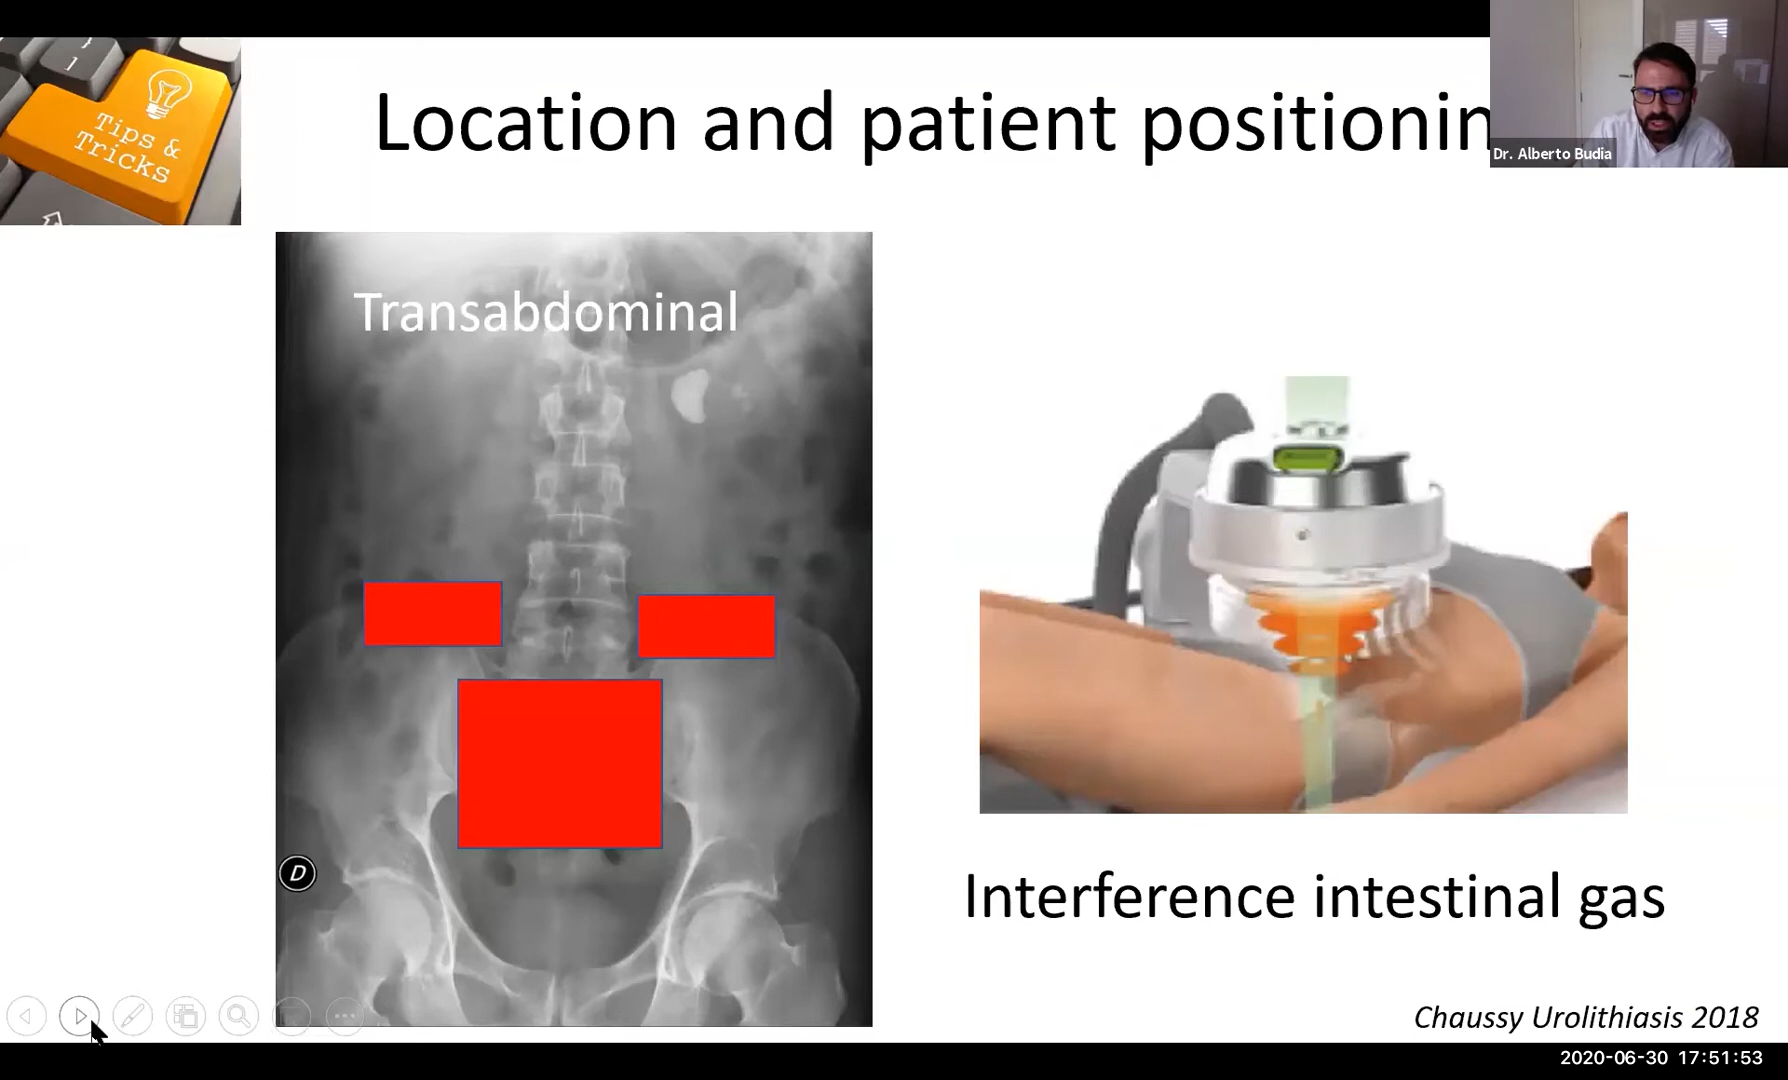 Tips &
Tricks
Location and patient positionin
Dr. Alberto Budia
Transabdominal
D
Interference intestinal gas
Chaussy Urolithiasis 2018
2020-06-30 17:51:53